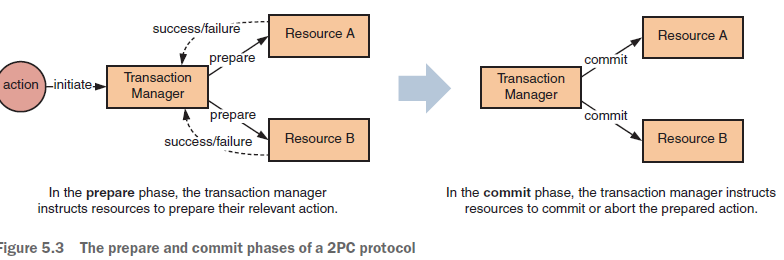 success/failure
Resource A
prepare
action
initiate
Transaction
Manager
prepare
success/failure
Resource B
In the prepare phase, the transaction manager
instructs resources to prepare their relevant action.
Resource A
commit
Transaction
Manager
commit
Resource B
In the commit phase, the transaction manager instructs
resources to commit or abort the prepared action.
Figure 5.3 The prepare and commit phases of a 2PC protocol